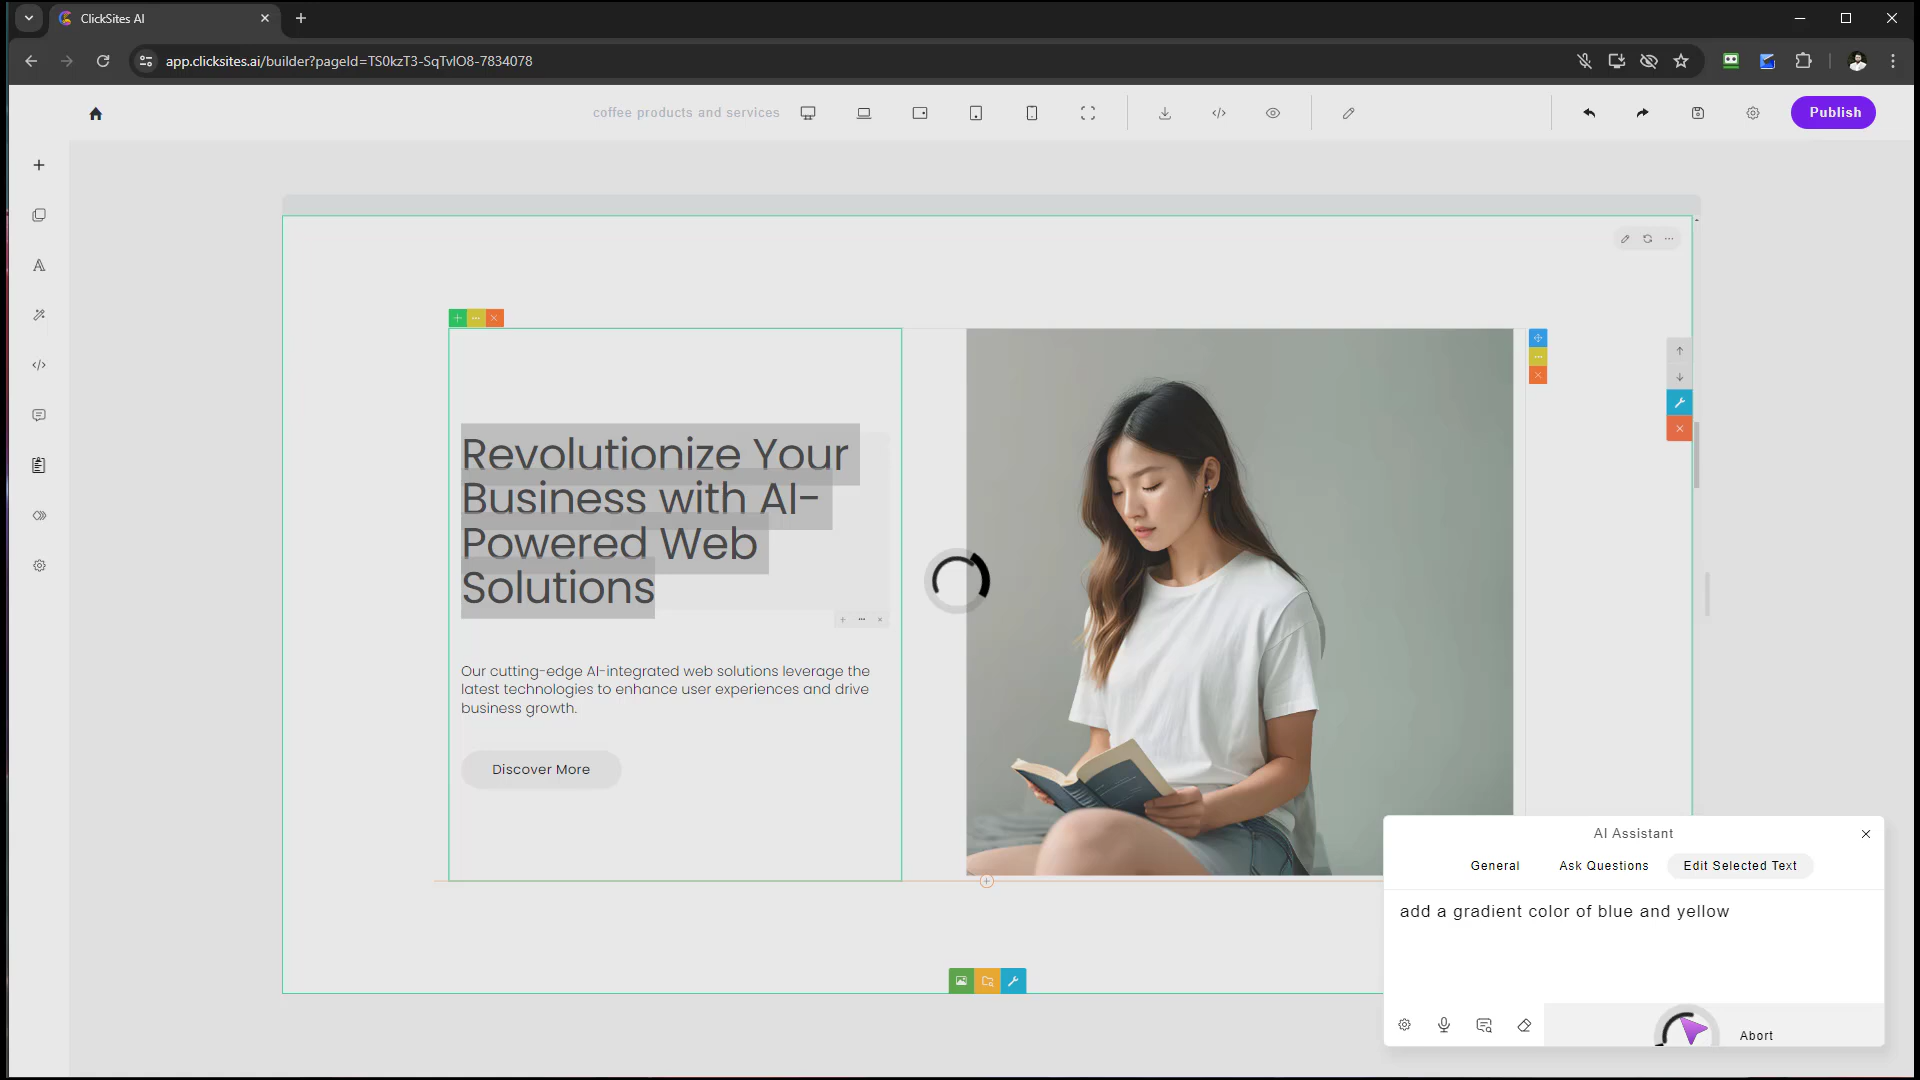 ClickSites AI
app.clicksites.ai/builder?pageId=TS0kzT3-SqTvlO8-7834078
coffee products and services
Publish
Revolutionize Your
Business with AI-
Powered Web
Solutions
Our cutting-edge AI-integrated web solutions leverage the
latest technologies to enhance user experiences and drive
business growth.
Discover More
AI Assistant
General
Ask Questions
Edit Selected Text
add a gradient color of blue and yellow
Abort